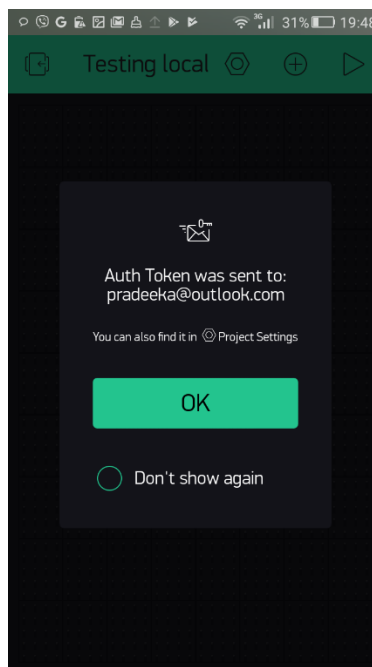 3G 31% 19:48
Testing local
Auth Token was sent to:
pradeeka@outlook.com
You can also find it in Project Settings
OK
Don't show again